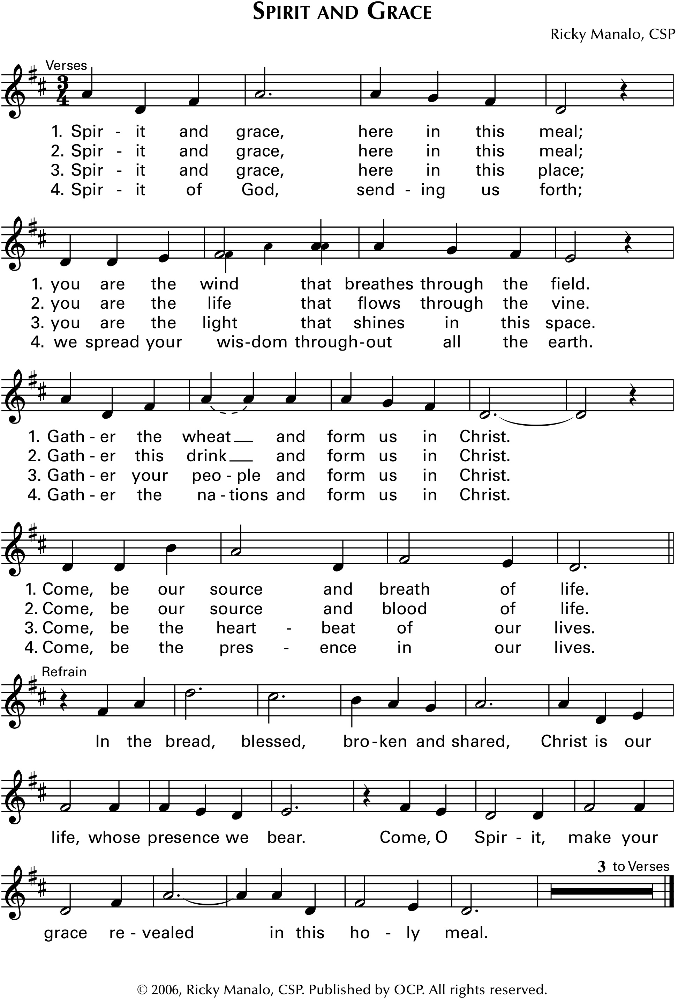 SPIRIT AND GRACE
Ricky Manalo, CSP
Verses
3
4
1. Spir - it and grace, here in this meal;
2. Spir - it and grace, here in this meal;
3. Spir - it and grace, here in this place;
4. Spir - it of God, send - ing us forth;
1. you are the wind that breathes through the field.
2. you are the life that flows through the vine.
3. you are the light that shines in this space.
4. we spread your wis - dom through - out all the earth.
1. Gath - er the wheat and form us in Christ.
2. Gath - er this drink and form us in Christ.
3. Gath - er your peo - ple and form us in Christ.
4. Gath - er the na - tions and form us in Christ.
1. Come, be our source and breath of life.
2. Come, be our source and blood of life.
3. Come, be the heart - beat of our lives.
4. Come, be the pres - ence in our lives.
Refrain
In the bread, blessed, bro - ken and shared, Christ is our
life, whose presence we bear. Come, O Spir - it, make your
3 to Verses
grace re - vealed in this ho - ly meal.
© 2006, Ricky Manalo, CSP. Published by OCP. All rights reserved.